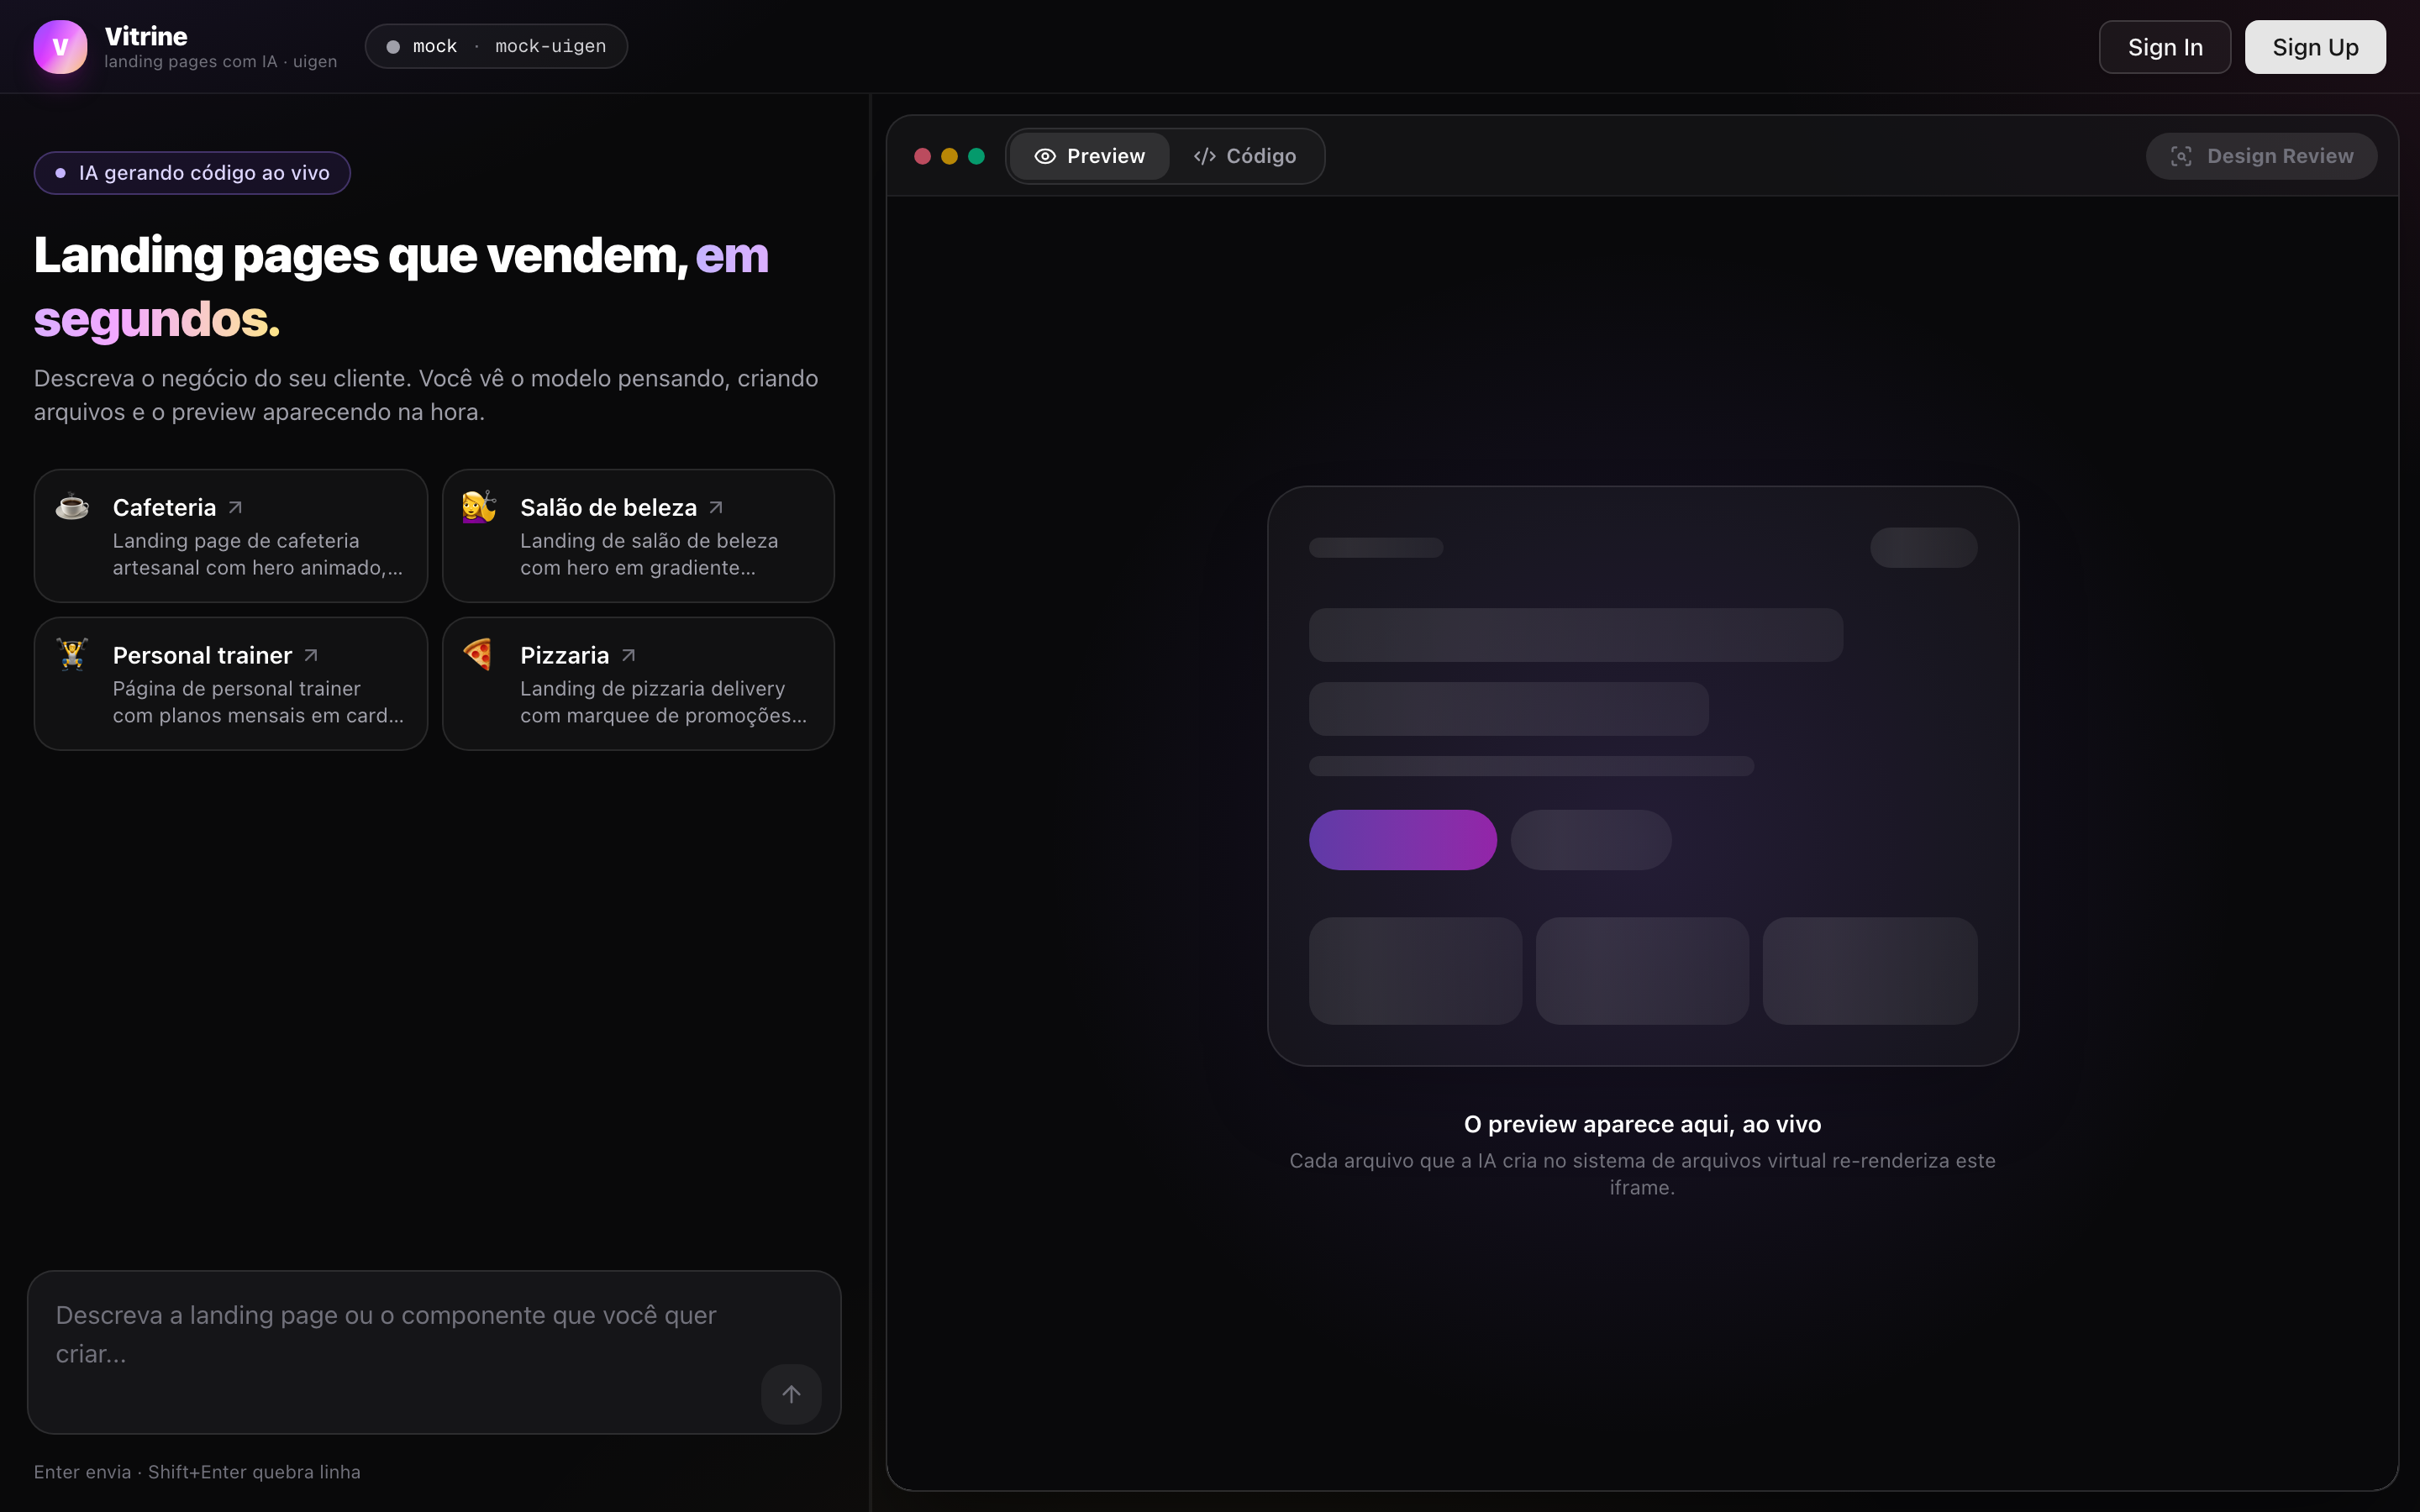 V
Vitrine
landing pages com IA · uigen
mock · mock-uigen
Sign In
Sign Up
IA gerando código ao vivo
Landing pages que vendem, em
segundos.
Descreva o negócio do seu cliente. Você vê o modelo pensando, criando
arquivos e o preview aparecendo na hora.
Cafeteria
Landing page de cafeteria
artesanal com hero animado,...
Salão de beleza
Landing de salão de beleza
com hero em gradiente...
Personal trainer
Página de personal trainer
com planos mensais em card...
Pizzaria
Landing de pizzaria delivery
com marquee de promoções...
Descreva a landing page ou o componente que você quer
criar...
Enter envia · Shift+Enter quebra linha
Preview
Código
Design Review
O preview aparece aqui, ao vivo
Cada arquivo que a IA cria no sistema de arquivos virtual re-renderiza este
iframe.